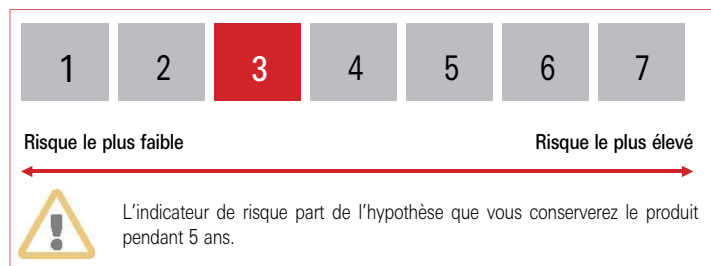 1 2 3 4 5 6 7
Risque le plus faible Risque le plus élevé
L'indicateur de risque part de l'hypothèse que vous conserverez le produit
pendant 5 ans.